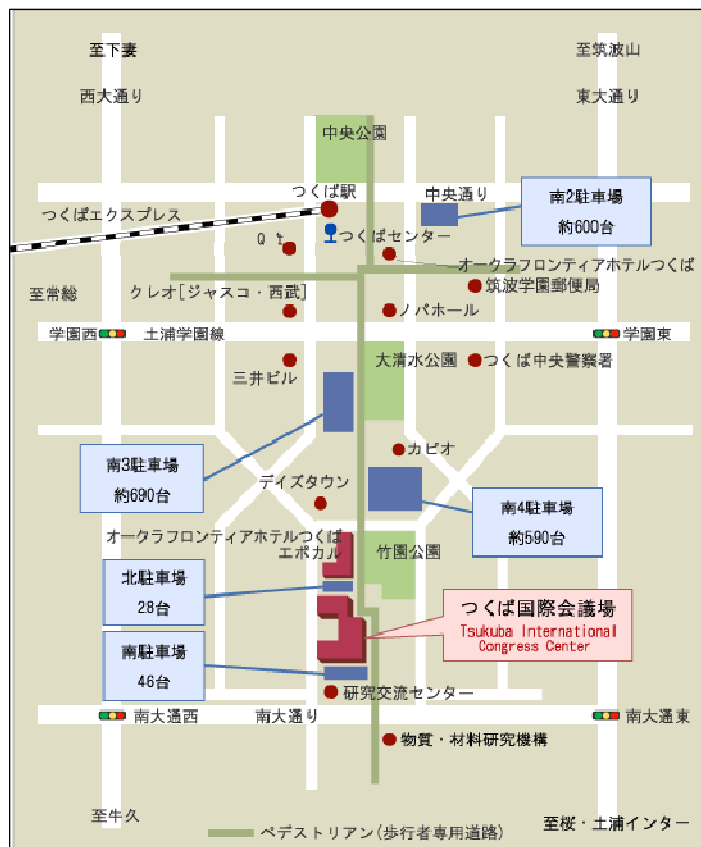 至下妻
至筑波山
西大通り
東大通り
中央公園
つくば駅
中央通り
南2駐車場
約600台
つくばエクスプレス
つくばセンター
オークラフロンティアホテルつくば
筑波学園郵便局
至常総
クレオ[ジャスコ・西武]
ノバホール
学園西
土浦学園線
学園東
大清水公園
つくば中央警察署
三井ビル
カピオ
南3駐車場
約690台
デイズタウン
南4駐車場
約590台
オークラフロンティアホテルつくば
エポカル
竹園公園
北駐車場
28台
つくば国際会議場
Tsukuba International
Congress Center
南駐車場
46台
研究交流センター
南大通西
南大通り
南大通東
物質・材料研究機構
至牛久
至桜・土浦インター
ペデストリアン(歩行者専用道路)